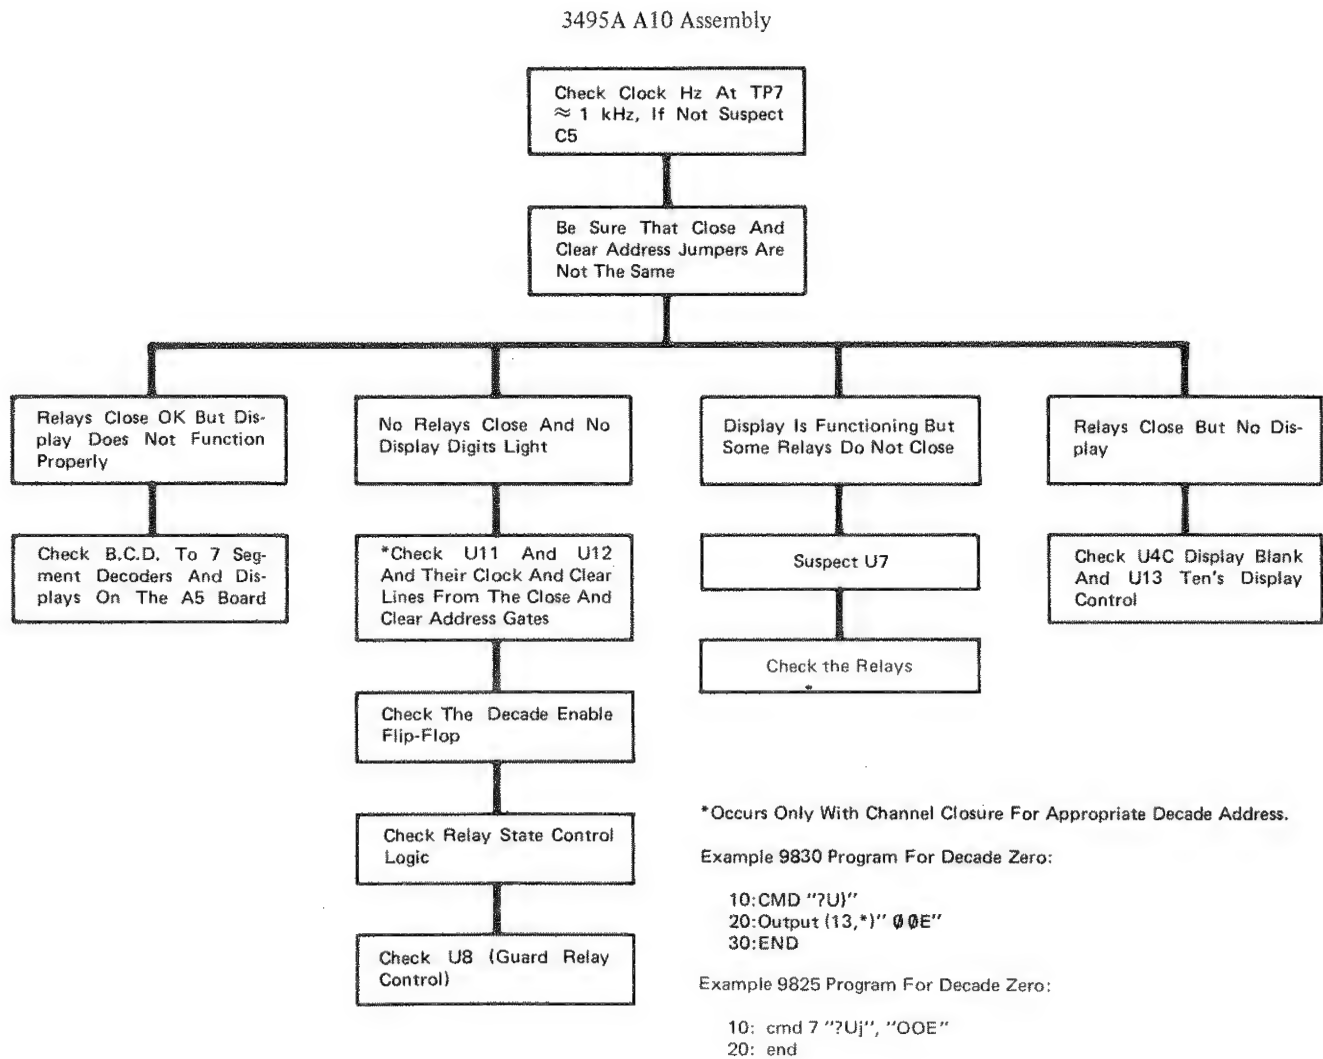 3495A A10 Assembly
Check Clock Hz At TP7
≈ 1 kHz, If Not Suspect
C5
Be Sure That Close And
Clear Address Jumpers Are
Not The Same
Relays Close OK But Dis-
play Does Not Function
Properly
No Relays Close And No
Display Digits Light
Display Is Functioning But
Some Relays Do Not Close
Relays Close But No Dis-
play
Check B.C.D. To 7 Seg-
ment Decoders And Dis-
plays On The A5 Board
*Check U11 And U12
And Their Clock And Clear
Lines From The Close And
Clear Address Gates
Suspect U7
Check U4C Display Blank
And U13 Ten's Display
Control
Check the Relays
Check The Decade Enable
Flip-Flop
Check Relay State Control
Logic
Check U8 (Guard Relay
Control)
*Occurs Only With Channel Closure For Appropriate Decade Address.
Example 9830 Program For Decade Zero:
10:CMD "?U)"
20:Output (13,*)" ØØE"
30:END
Example 9825 Program For Decade Zero:
10: cmd 7 "?Uj", "OOE"
20: end